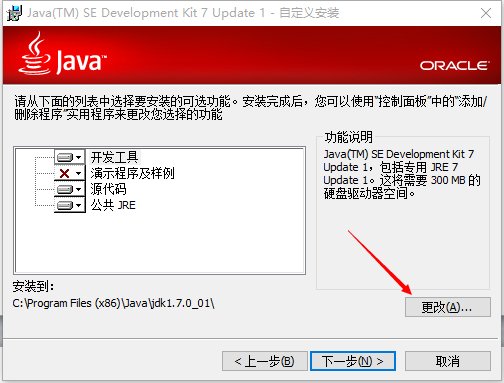 Java(TM) SE Development Kit 7 Update 1 - 自定义安装
Java™
ORACLE
请从下面的列表中选择要安装的可选功能。安装完成后，您可以使用"控制面板"中的"添加/
删除程序"实用程序来更改您选择的功能
开发工具
演示程序及样例
源代码
公共 JRE
功能说明
Java(TM) SE Development Kit 7
Update 1，包括专用 JRE 7
Update 1。这将需要 300 MB 的
硬盘驱动器空间。
安装到:
C:\Program Files (x86)\Java\jdk1.7.0_01\
更改(A)...
< 上一步(B)
下一步(N) >
取消